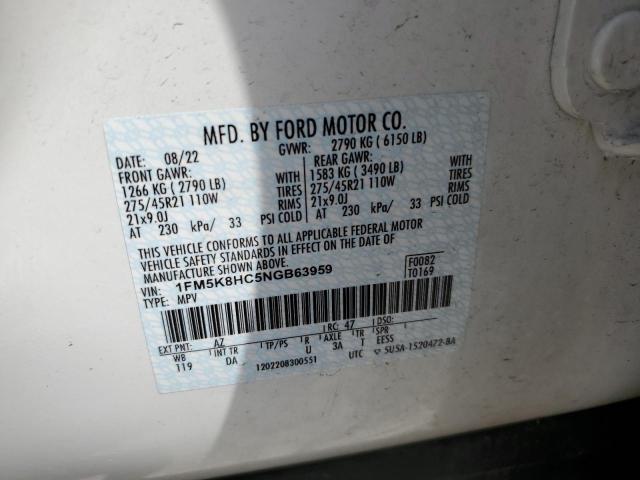 MFD. BY FORD MOTOR CO.
DATE: 08/22 GVWR: 2790 KG ( 6150 LB)
FRONT GAWR: REAR GAWR:
1266 KG ( 2790 LB) WITH 1583 KG ( 3490 LB) WITH
275/45R21 110W TIRES 275/45R21 110W TIRES
21x9.0J RIMS 21x9.0J RIMS
AT 230 kPa/ 33 PSI COLD AT 230 kPa/ 33 PSI COLD
THIS VEHICLE CONFORMS TO ALL APPLICABLE FEDERAL MOTOR
VEHICLE SAFETY STANDARDS IN EFFECT ON THE DATE OF
MANUFACTURE SHOWN ABOVE.
VIN: 1FM5K8HC5NGB63959 F0082
TYPE: MPV T0169
EXT PNT: AZ RC: 47 DSO:
WB INT TR TP/PS R AXLE TR SPR
119 DA U 3A T EESS
1202208300551 UTC 5U5A-1520472-BA